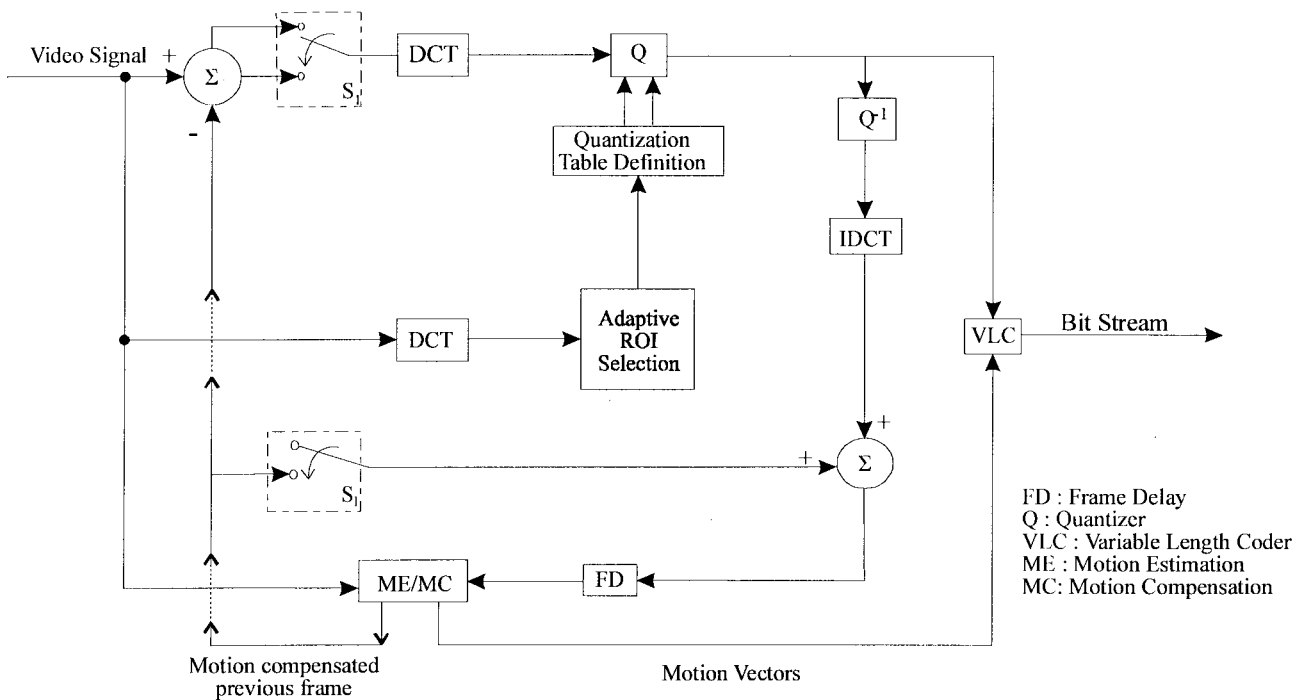 Video Signal
+
Σ
-
S₁
DCT
Q
Quantization
Table Definition
Q⁻¹
IDCT
DCT
Adaptive
ROI
Selection
VLC
Bit Stream
S₁
+
+
Σ
ME/MC
FD
Motion compensated
previous frame
Motion Vectors
FD : Frame Delay
Q : Quantizer
VLC : Variable Length Coder
ME : Motion Estimation
MC: Motion Compensation